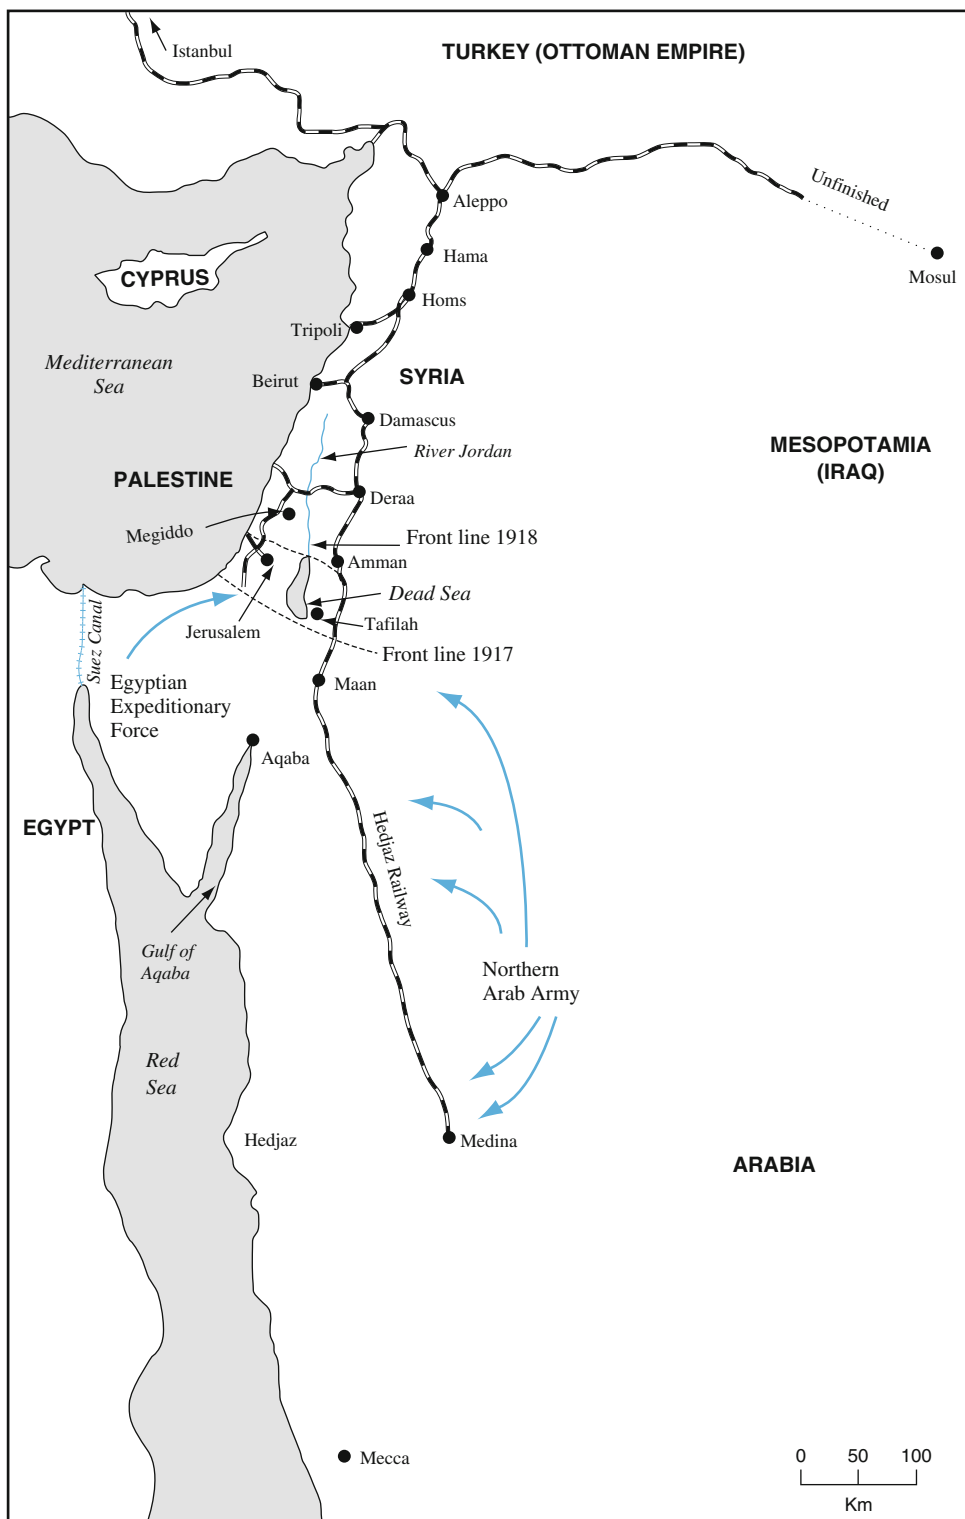 Istanbul
TURKEY (OTTOMAN EMPIRE)
Unfinished
Aleppo
Hama
Mosul
CYPRUS
Homs
Tripoli
Mediterranean
Sea
SYRIA
Beirut
Damascus
River Jordan
MESOPOTAMIA
(IRAQ)
PALESTINE
Deraa
Megiddo
Front line 1918
Amman
Dead Sea
Suez Canal
Jerusalem
Tafilah
Front line 1917
Egyptian
Expeditionary
Force
Maan
Aqaba
EGYPT
Hedjaz Railway
Gulf of
Aqaba
Northern
Arab Army
Red
Sea
Hedjaz
Medina
ARABIA
Mecca
0 50 100
Km